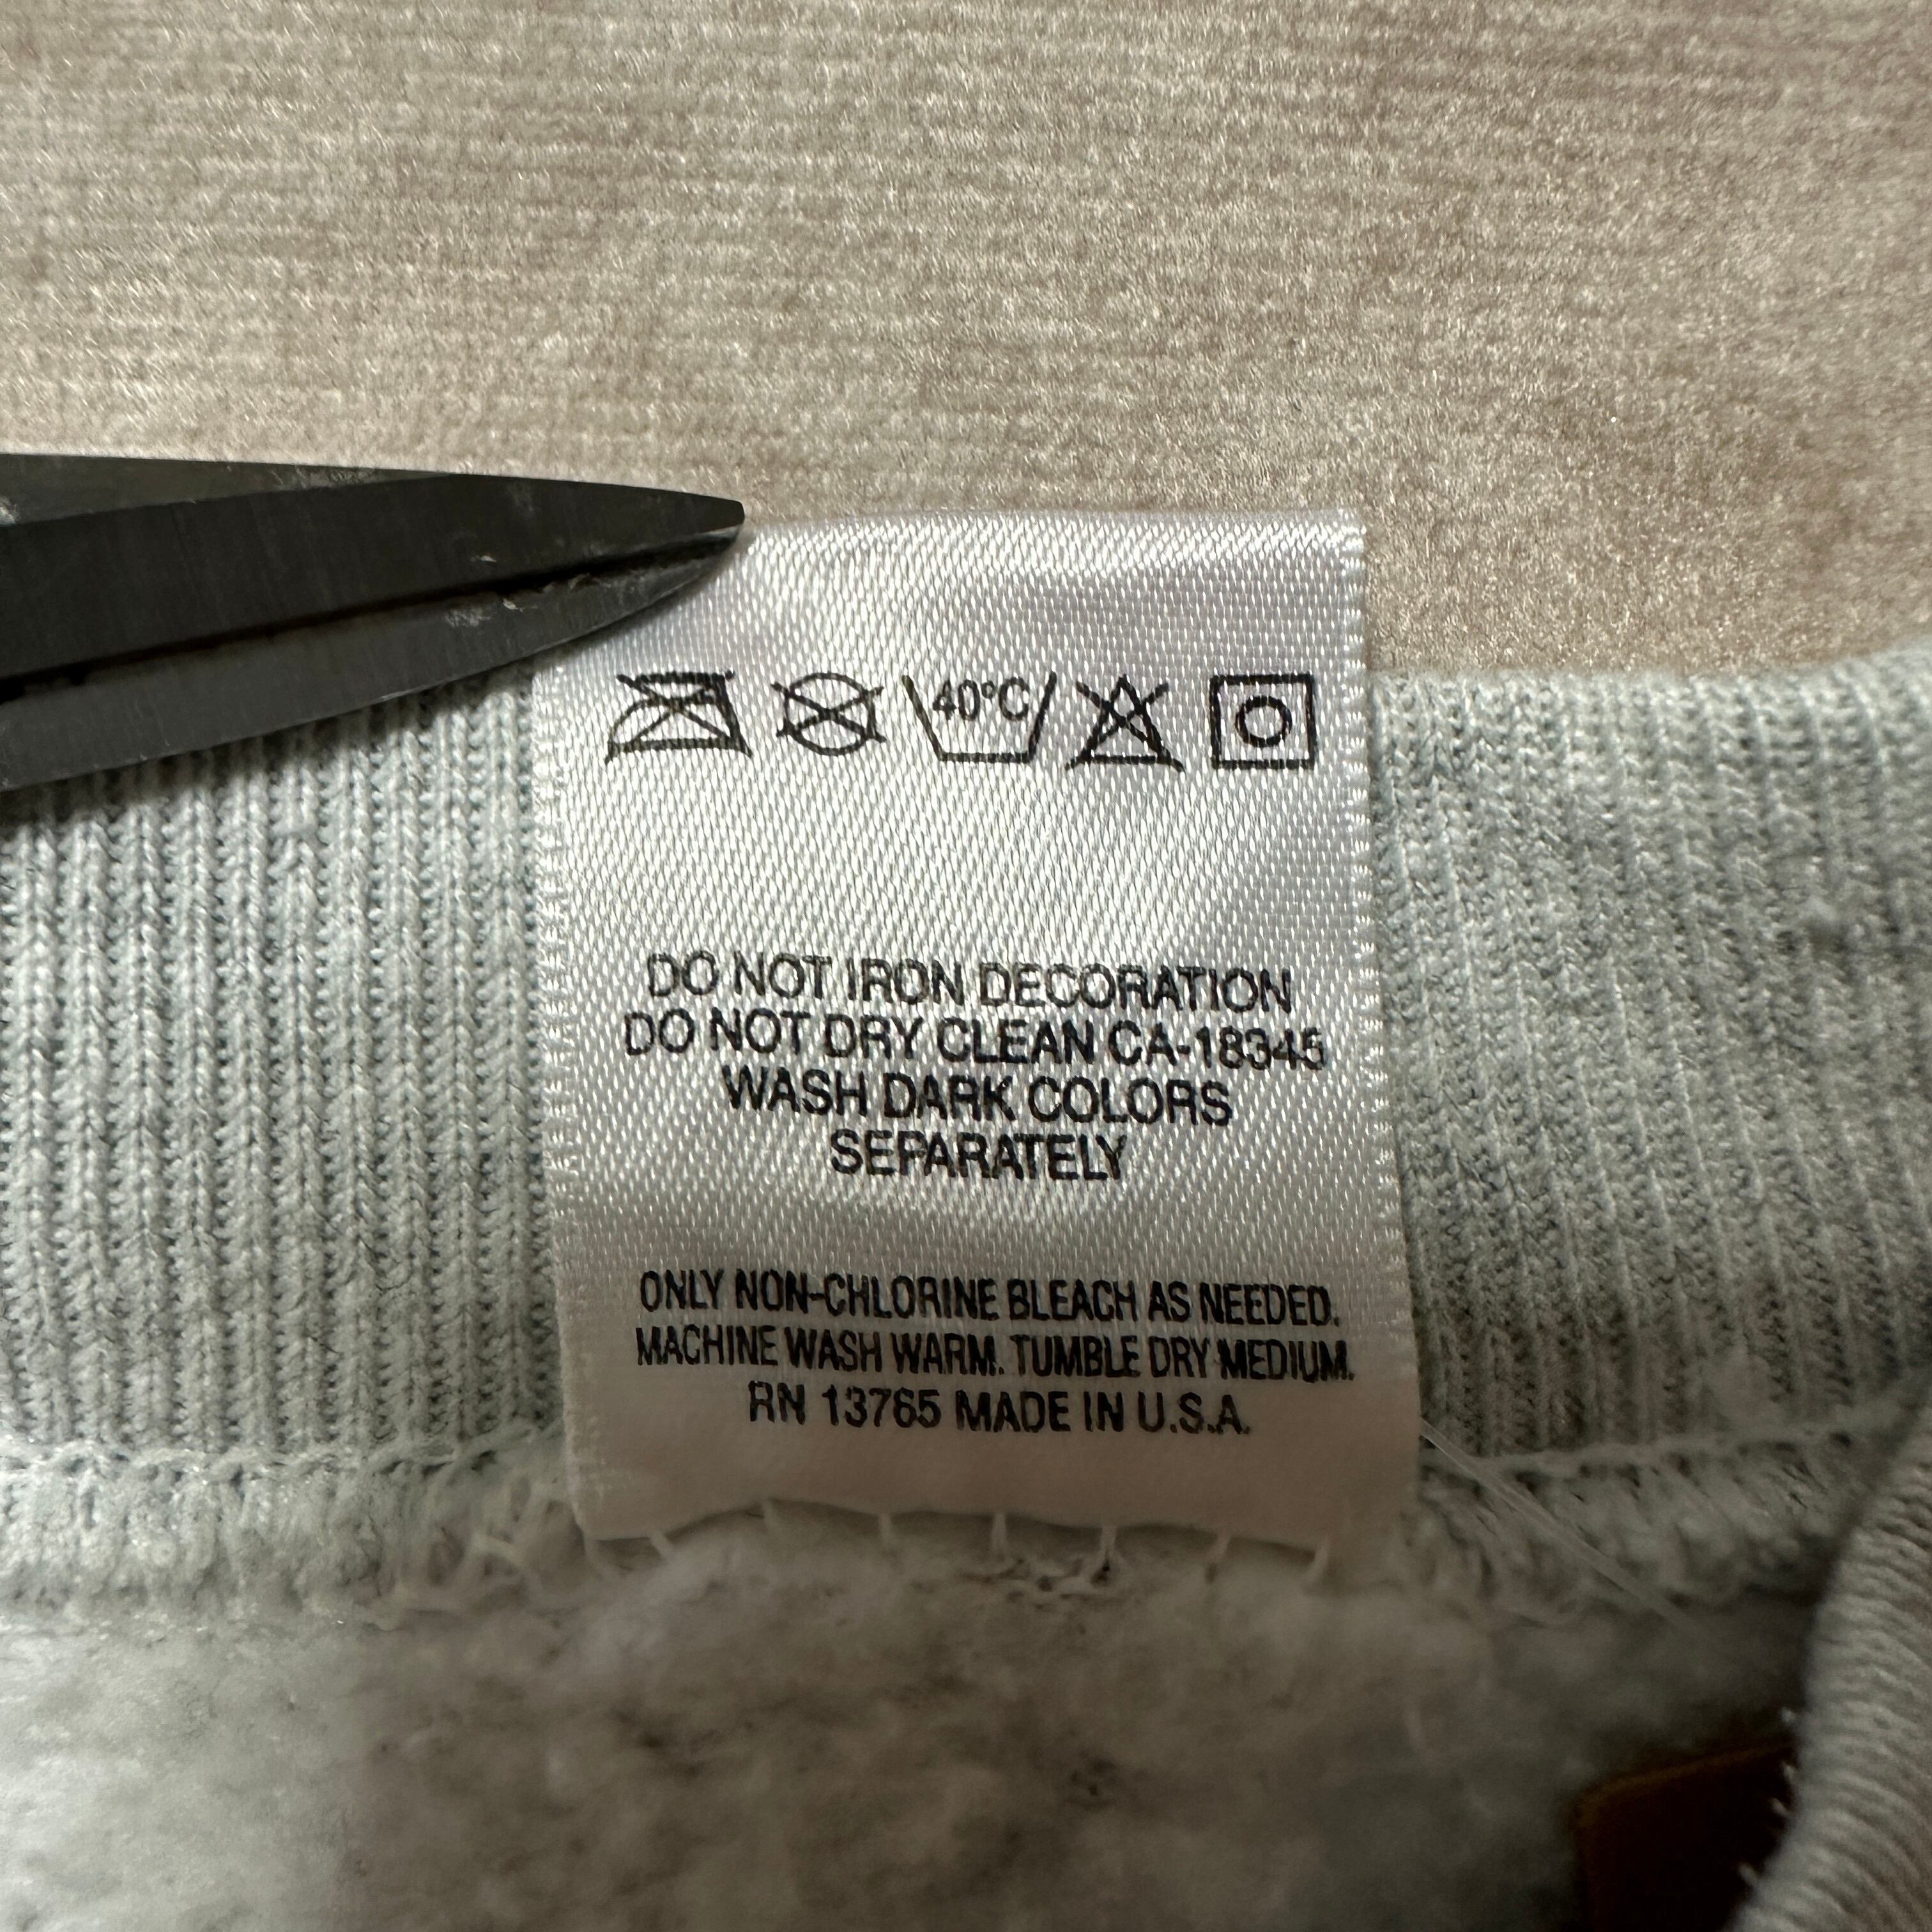 40°C
DO NOT IRON DECORATION
DO NOT DRY CLEAN CA-18345
WASH DARK COLORS
SEPARATELY
ONLY NON-CHLORINE BLEACH AS NEEDED.
MACHINE WASH WARM. TUMBLE DRY MEDIUM.
RN 13765 MADE IN U.S.A.